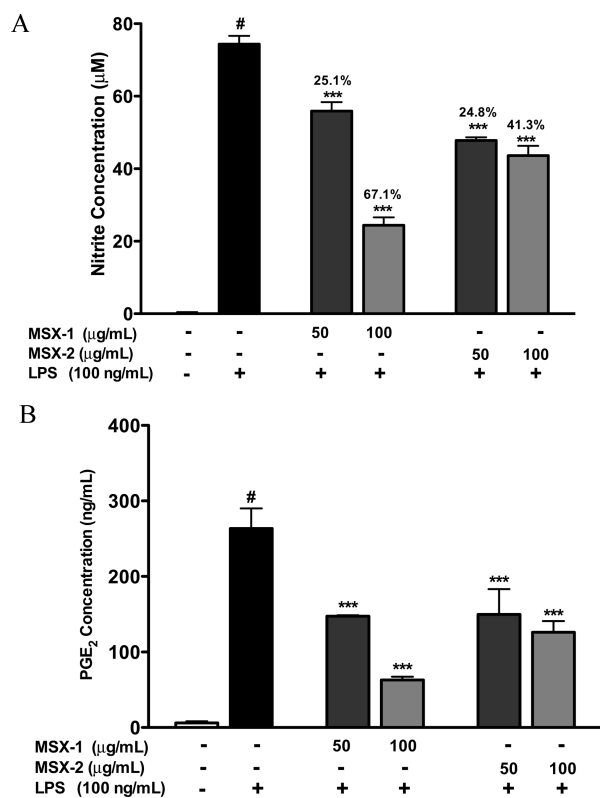 A
Nitrite Concentration (μM)
80
60
40
20
0
#
25.1%
***
67.1%
***
24.8%
***
41.3%
***
MSX-1 (μg/mL) - - 50 100 - -
MSX-2 (μg/mL) - - - - 50 100
LPS (100 ng/mL) - + + + + +
B
PGE2 Concentration (ng/mL)
400
300
200
100
0
#
***
***
***
***
MSX-1 (μg/mL) - - 50 100 - -
MSX-2 (μg/mL) - - - - 50 100
LPS (100 ng/mL) - + + + + +